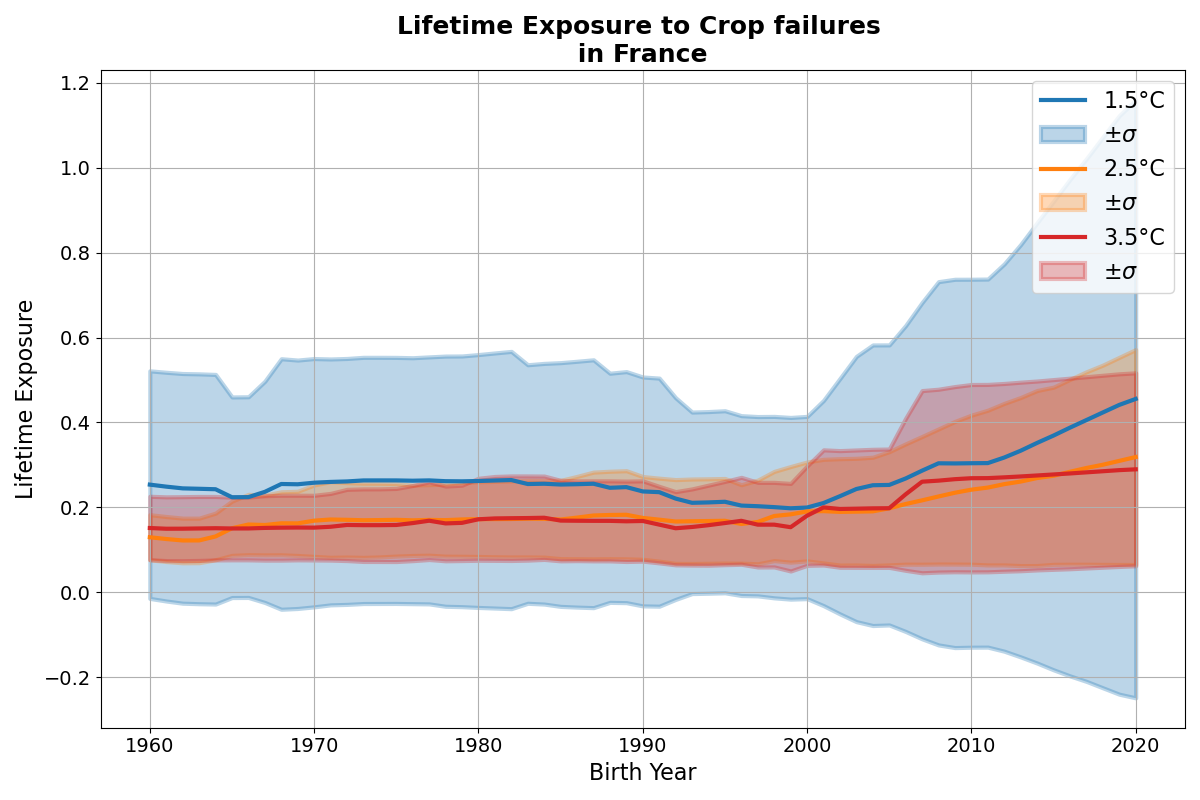 Lifetime Exposure to Crop failures
in France
1.2
1.0
0.8
0.6
0.4
0.2
0.0
−0.2
Lifetime Exposure
1.5°C
±σ
2.5°C
±σ
3.5°C
±σ
1960
1970
1980
1990
2000
2010
2020
Birth Year